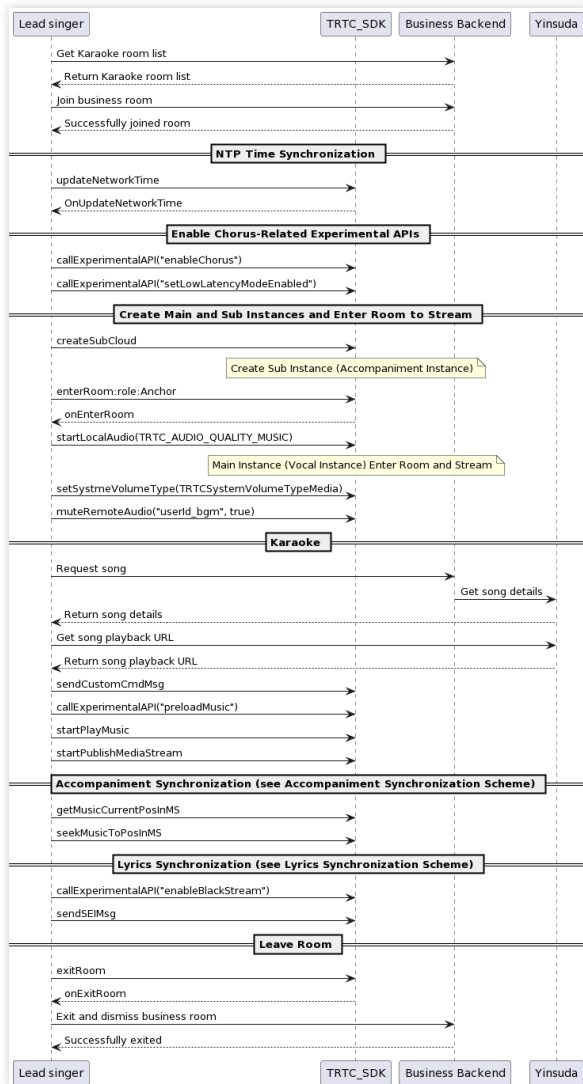 Lead singer
TRTC_SDK
Business Backend
Yinsuda
Get Karaoke room list
Return Karaoke room list
Join business room
Successfully joined room
NTP Time Synchronization
updateNetworkTime
OnUpdateNetworkTime
Enable Chorus-Related Experimental APIs
callExperimentalAPI("enableChorus")
callExperimentalAPI("setLowLatencyModeEnabled")
Create Main and Sub Instances and Enter Room to Stream
createSubCloud
Create Sub Instance (Accompaniment Instance)
enterRoom:role:Anchor
onEnterRoom
startLocalAudio(TRTC_AUDIO_QUALITY_MUSIC)
Main Instance (Vocal Instance) Enter Room and Stream
setSystmeVolumeType(TRTCSystemVolumeTypeMedia)
muteRemoteAudio("userId_bgm", true)
Karaoke
Request song
Get song details
Return song details
Get song playback URL
Return song playback URL
sendCustomCmdMsg
callExperimentalAPI("preloadMusic")
startPlayMusic
startPublishMediaStream
Accompaniment Synchronization (see Accompaniment Synchronization Scheme)
getMusicCurrentPosInMS
seekMusicToPosInMS
Lyrics Synchronization (see Lyrics Synchronization Scheme)
callExperimentalAPI("enableBlackStream")
sendSEIMsg
Leave Room
exitRoom
onExitRoom
Exit and dismiss business room
Successfully exited
Lead singer
TRTC_SDK
Business Backend
Yinsuda